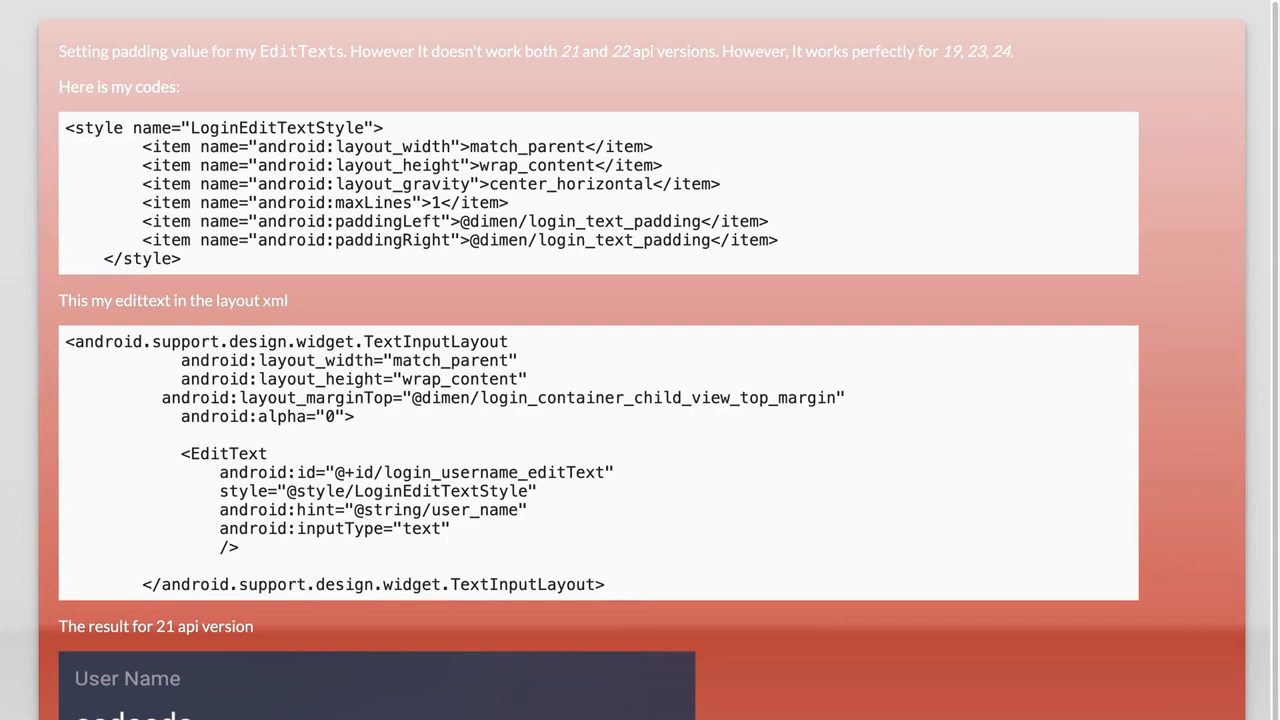 Setting padding value for my EditTexts. However It doesn't work both 21 and 22 api versions. However, It works perfectly for 19, 23, 24.
Here is my codes:
<style name="LoginEditTextStyle">
        <item name="android:layout_width">match_parent</item>
        <item name="android:layout_height">wrap_content</item>
        <item name="android:layout_gravity">center_horizontal</item>
        <item name="android:maxLines">1</item>
        <item name="android:paddingLeft">@dimen/login_text_padding</item>
        <item name="android:paddingRight">@dimen/login_text_padding</item>
    </style>
This my edittext in the layout xml
<android.support.design.widget.TextInputLayout
            android:layout_width="match_parent"
            android:layout_height="wrap_content"
          android:layout_marginTop="@dimen/login_container_child_view_top_margin"
            android:alpha="0">
            <EditText
                android:id="@+id/login_username_editText"
                style="@style/LoginEditTextStyle"
                android:hint="@string/user_name"
                android:inputType="text"
                />
        </android.support.design.widget.TextInputLayout>
The result for 21 api version
User Name